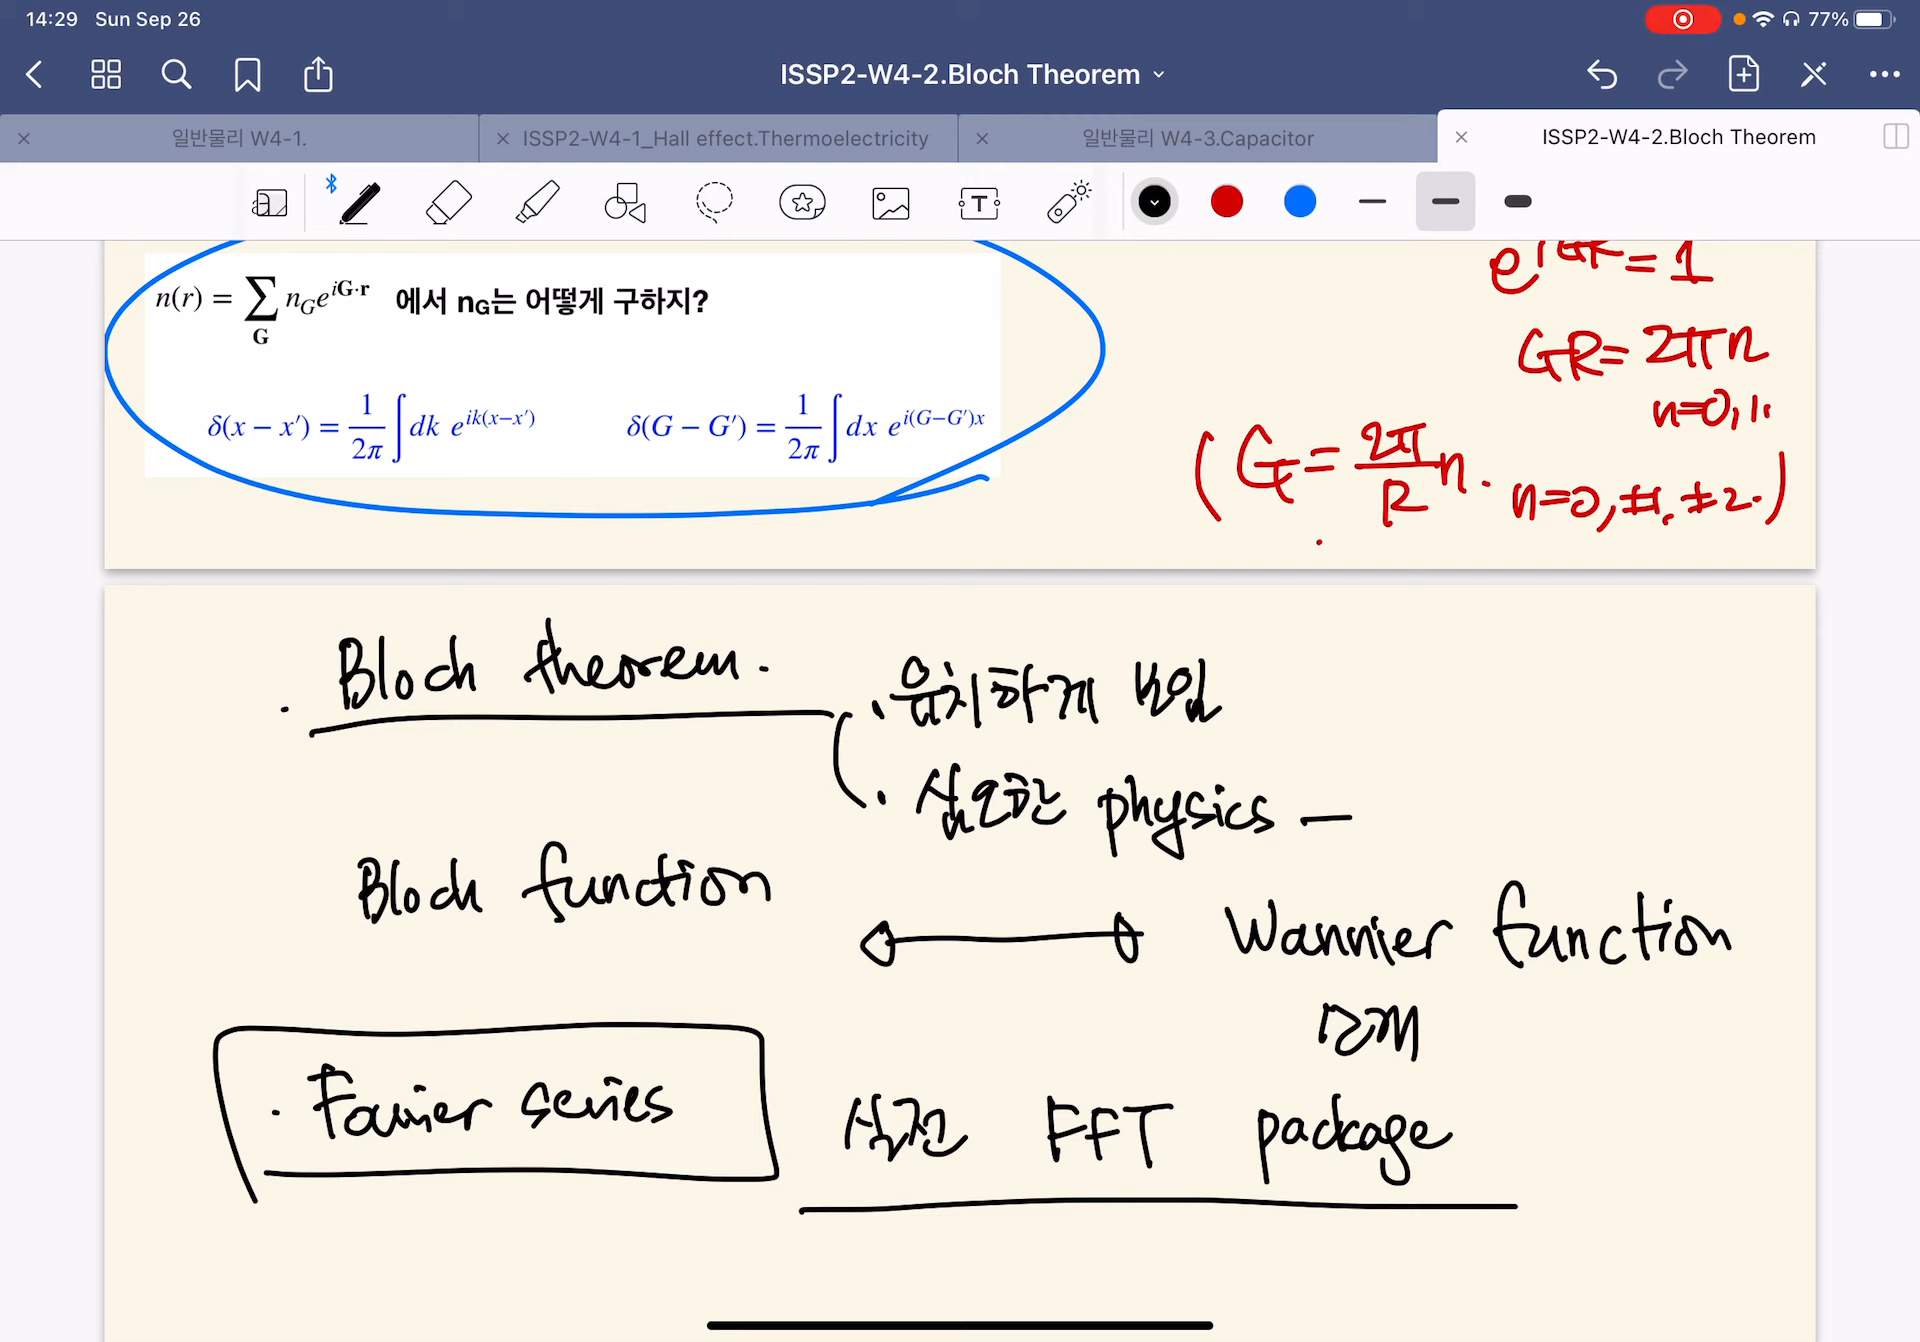 14:29 Sun Sep 26
77%
ISSP2-W4-2.Bloch Theorem
일반물리 W4-1.
ISSP2-W4-1_Hall effect.Thermoelectricity
일반물리 W4-3.Capacitor
ISSP2-W4-2.Bloch Theorem
n(r) = ∑_G n_G e^{iG·r} 에서 nG는 어떻게 구하지?
δ(x − x′) = 1/2π ∫ dk e^{ik(x−x′)}
δ(G − G′) = 1/2π ∫ dx e^{i(G−G′)x}
e^{iGR} = 1
GR = 2πn
n=0, 1.
(G = 2π/R n. n=0, ±1, ±2.)
Bloch theorem.
· 유치하게 보임
· 심오한 physics —
Bloch function
Wannier function
· Fourier series
실전 FFT package